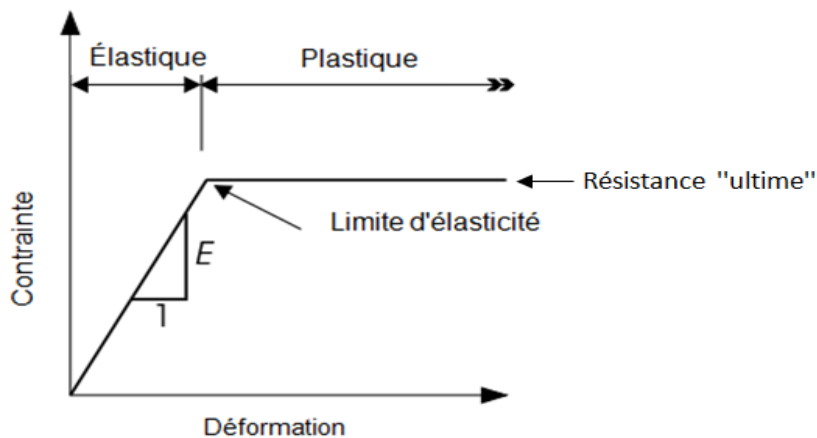 Élastique
Plastique
Résistance "ultime"
Limite d'élasticité
E
1
Contrainte
Déformation